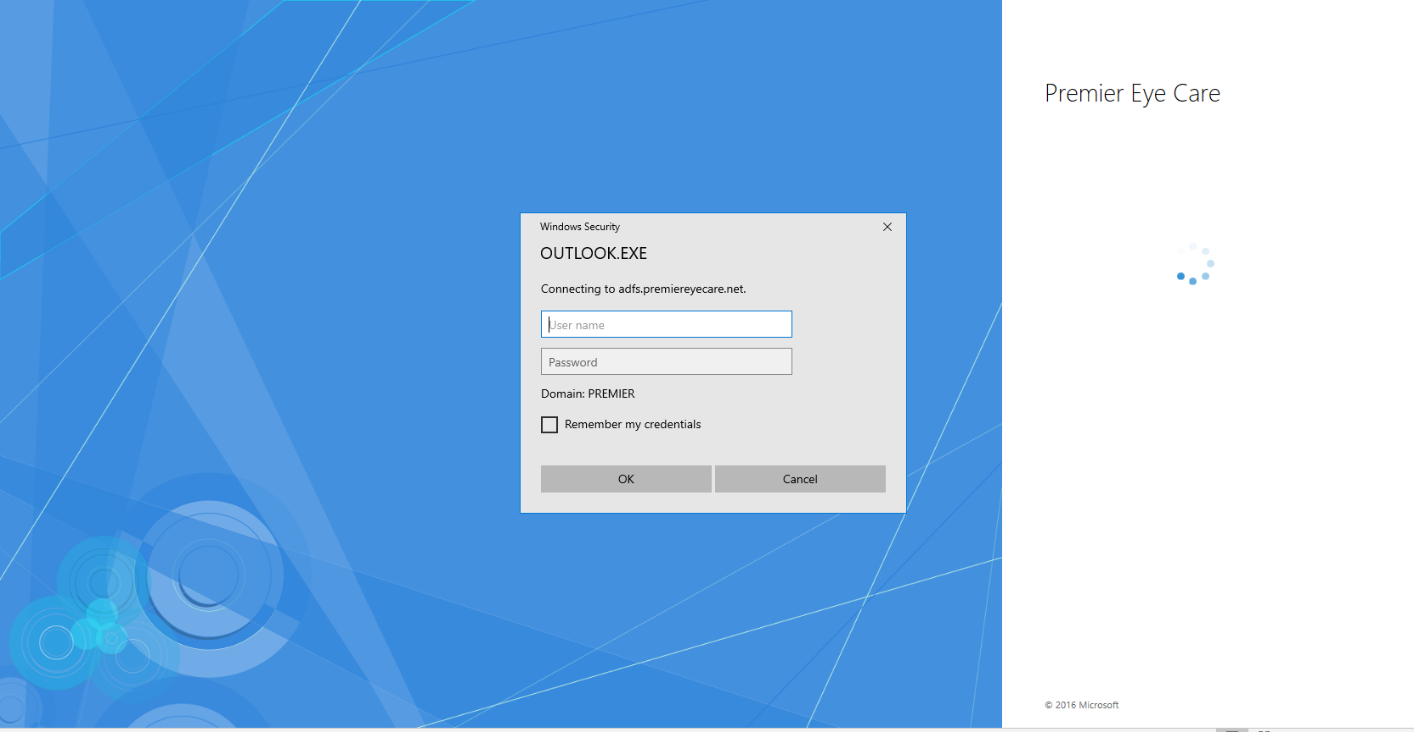 Premier Eye Care
Windows Security
OUTLOOK.EXE
Connecting to adfs.premiereyecare.net.
User name
Password
Domain: PREMIER
Remember my credentials
OK
Cancel
© 2016 Microsoft